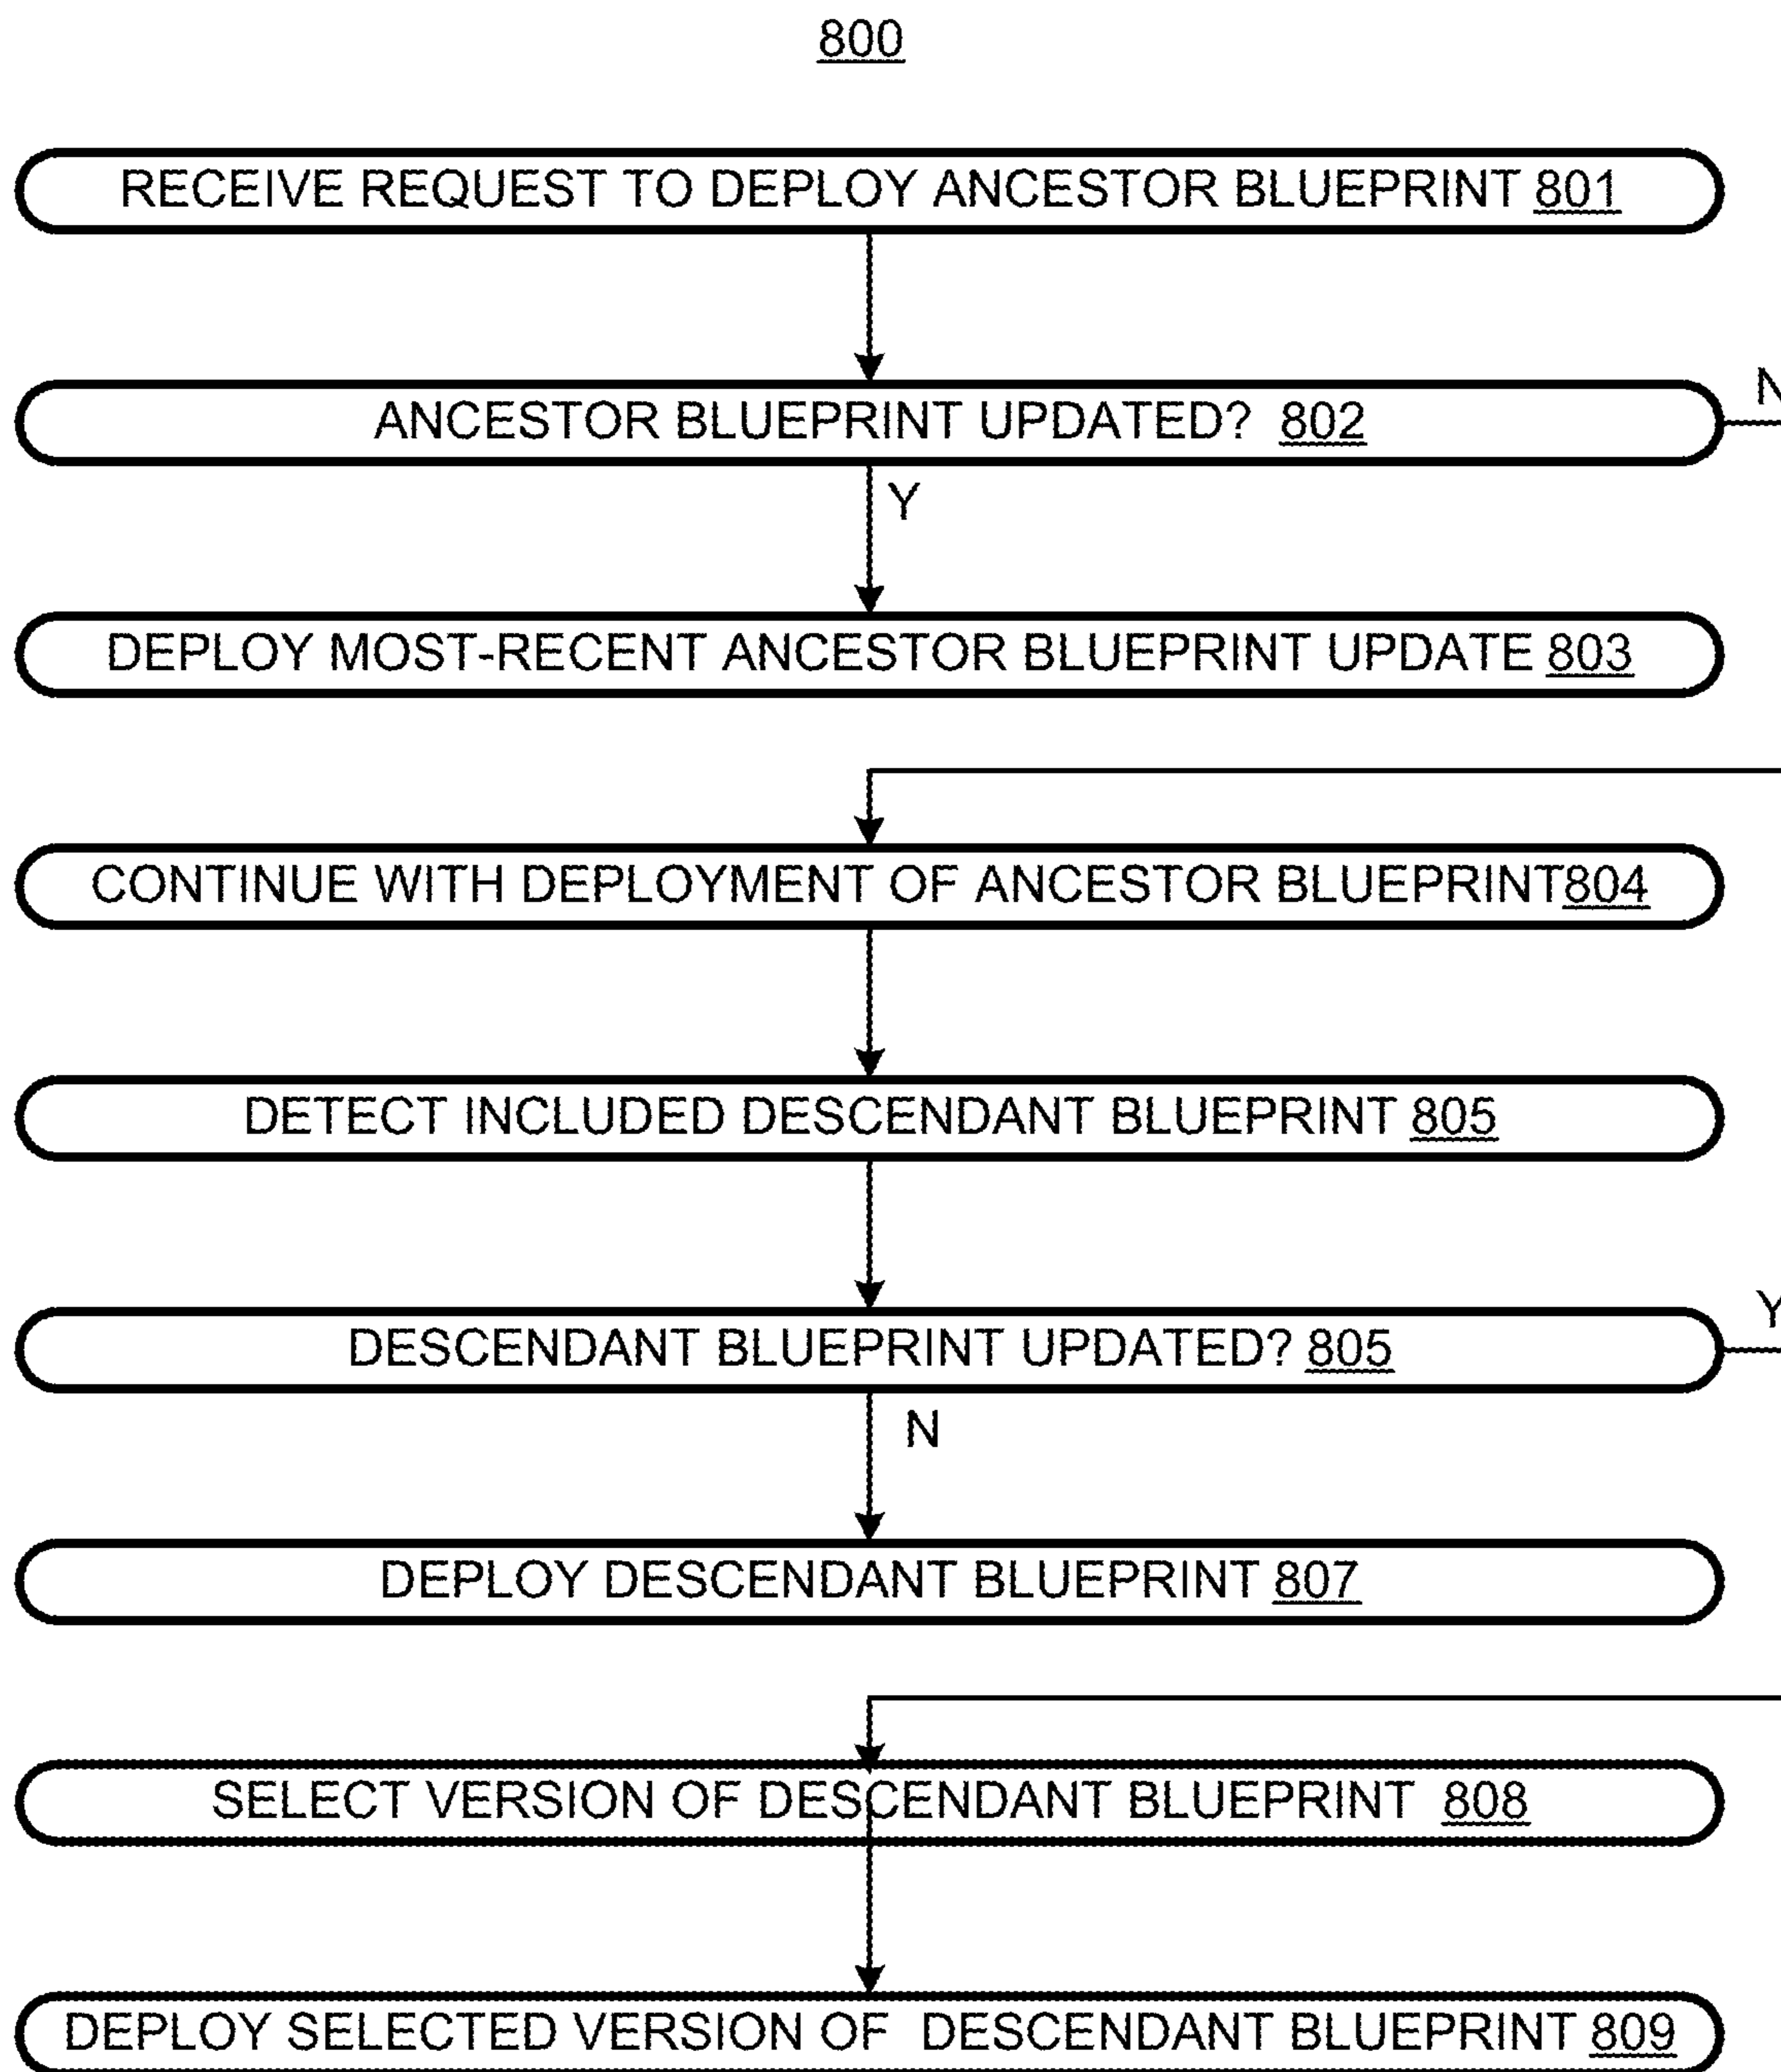 800
RECEIVE REQUEST TO DEPLOY ANCESTOR BLUEPRINT 801
ANCESTOR BLUEPRINT UPDATED? 802
N
Y
DEPLOY MOST-RECENT ANCESTOR BLUEPRINT UPDATE 803
CONTINUE WITH DEPLOYMENT OF ANCESTOR BLUEPRINT804
DETECT INCLUDED DESCENDANT BLUEPRINT 805
DESCENDANT BLUEPRINT UPDATED? 805
Y
N
DEPLOY DESCENDANT BLUEPRINT 807
SELECT VERSION OF DESCENDANT BLUEPRINT 808
DEPLOY SELECTED VERSION OF DESCENDANT BLUEPRINT 809